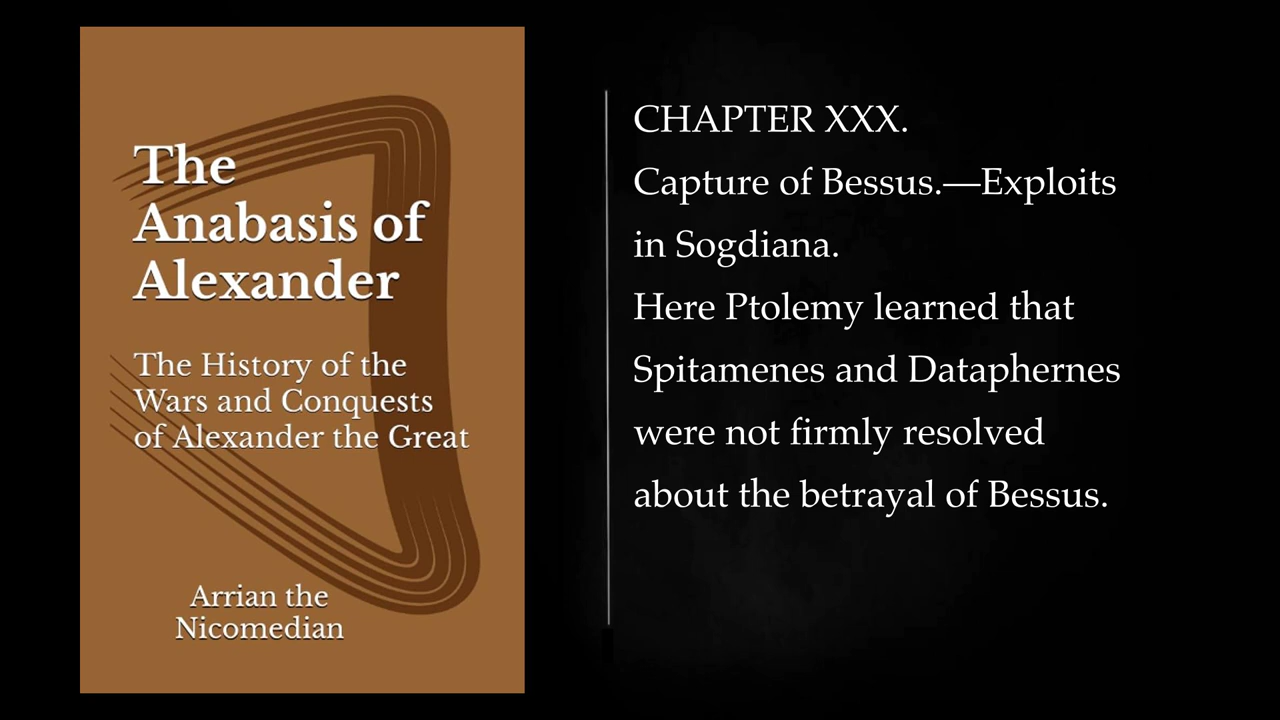 The
Anabasis of
Alexander
The History of the
Wars and Conquests
of Alexander the Great
Arrian the
Nicomedian
CHAPTER XXX.
Capture of Bessus.—Exploits
in Sogdiana.
Here Ptolemy learned that
Spitamenes and Dataphernes
were not firmly resolved
about the betrayal of Bessus.